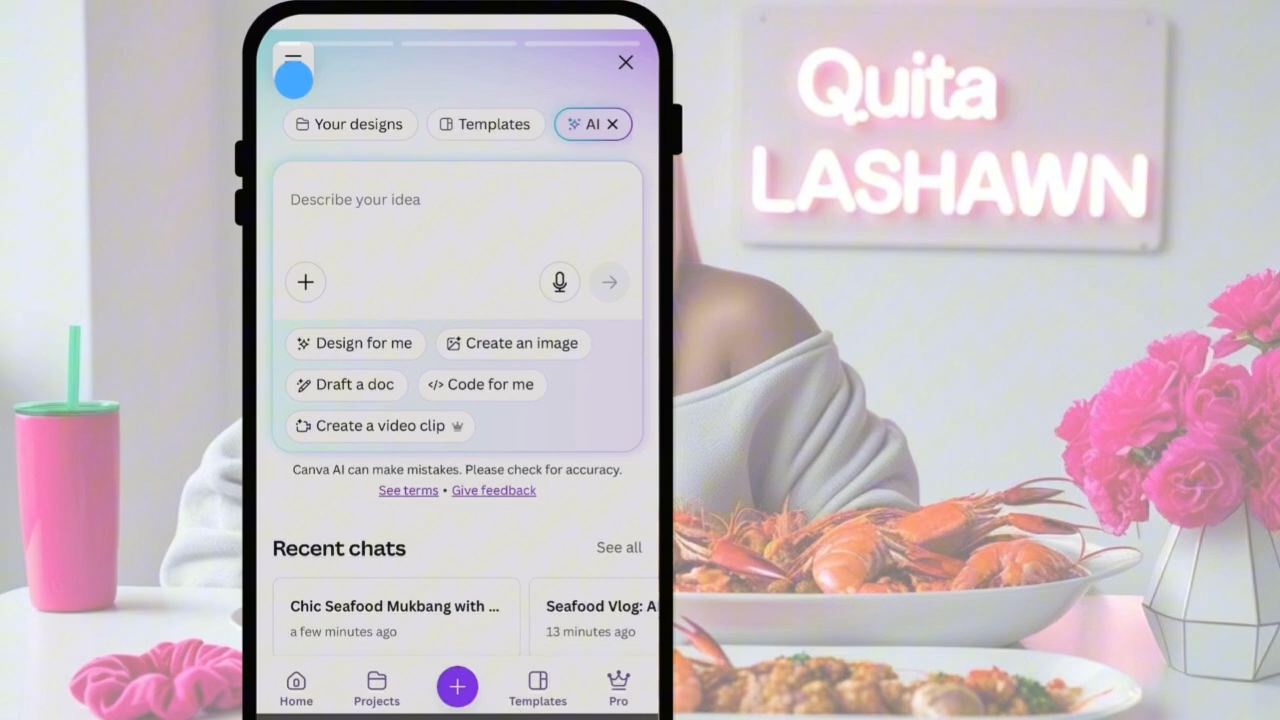 Quita
LASHAWN
Your designs
Templates
AI
Describe your idea
Design for me
Create an image
Draft a doc
</> Code for me
Create a video clip
Canva AI can make mistakes. Please check for accuracy.
See terms • Give feedback
Recent chats
See all
Chic Seafood Mukbang with ...
Seafood Vlog: A
a few minutes ago
13 minutes ago
Home
Projects
Templates
Pro